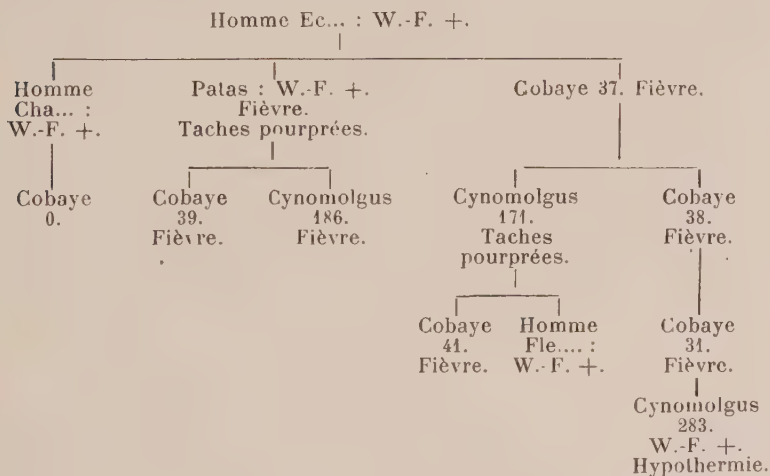 Homme Ec... : W.-F. +.
Homme
Cha... :
W.-F. +.
Patas : W.-F. +.
Fièvre.
Taches pourprées.
Cobaye 37. Fièvre.
Cobaye
0.
Cobaye
39.
Fièvre.
Cynomolgus
186.
Fièvre.
Cynomolgus
171.
Taches
pourprées.
Cobaye
38.
Fièvre.
Cobaye
41.
Fièvre.
Homme
Fle.... :
W.-F. +.
Cobaye
31.
Fièvre.
Cynomolgus
283.
W.-F. +.
Hypothermie.